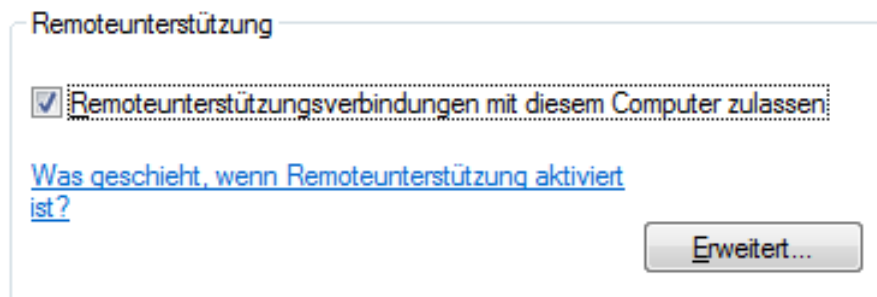 Remoteunterstützung
Remoteunterstützungsverbindungen mit diesem Computer zulassen
Was geschieht, wenn Remoteunterstützung aktiviert
ist?
Erweitert...